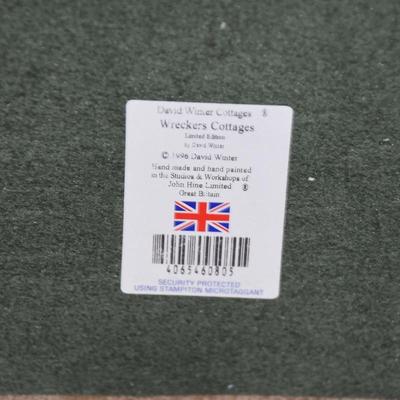 David Winter Cottages ®
Wreckers Cottages
Limited Edition
by David Winter
© 1996 David Winter
Hand made and hand painted
in the Studios & Workshops of
John Hine Limited ®
Great Britain
4065460805
SECURITY PROTECTED
USING STAMPITON MICROTAGGANT